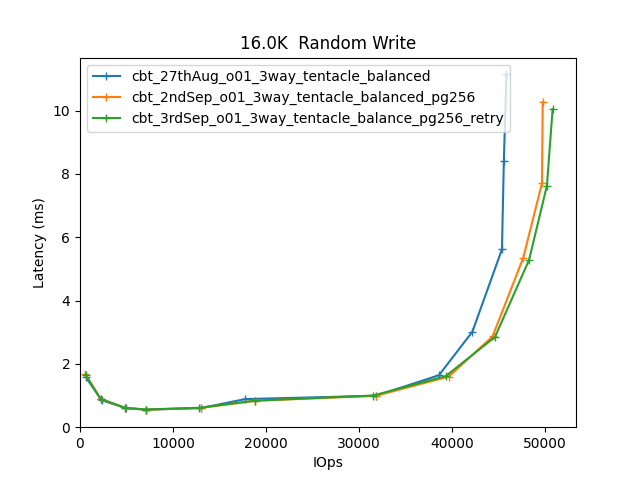 16.0K  Random Write
cbt_27thAug_o01_3way_tentacle_balanced
cbt_2ndSep_o01_3way_tentacle_balanced_pg256
cbt_3rdSep_o01_3way_tentacle_balance_pg256_retry
Latency (ms)
10
8
6
4
2
0
0 10000 20000 30000 40000 50000
IOps